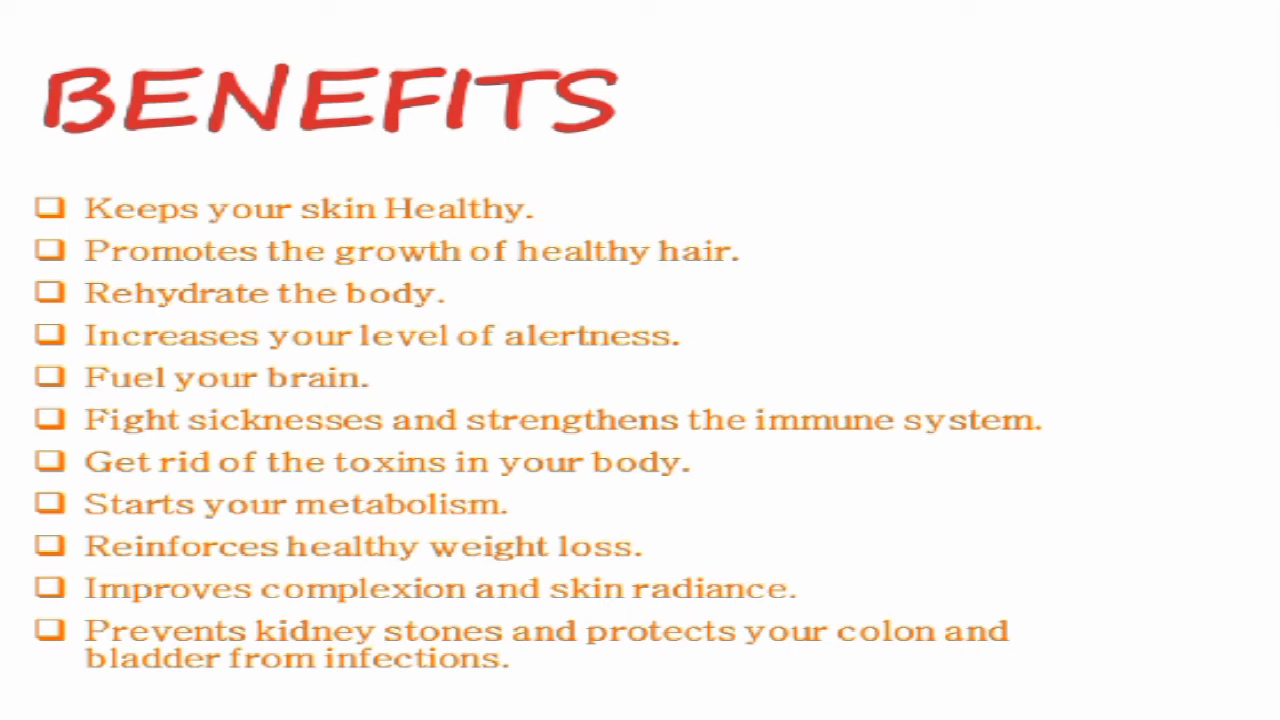 BENEFITS
Keeps your skin Healthy.
Promotes the growth of healthy hair.
Rehydrate the body.
Increases your level of alertness.
Fuel your brain.
Fight sicknesses and strengthens the immune system.
Get rid of the toxins in your body.
Starts your metabolism.
Reinforces healthy weight loss.
Improves complexion and skin radiance.
Prevents kidney stones and protects your colon and
bladder from infections.